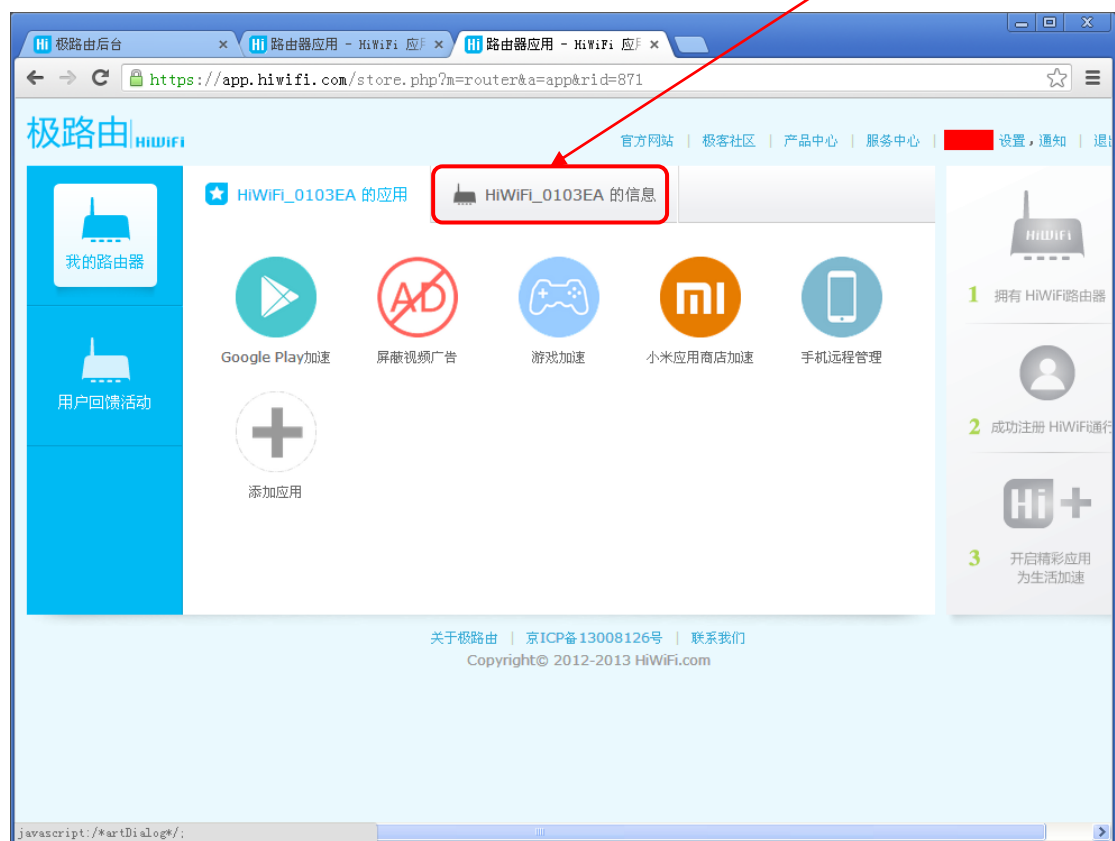 极路由后台
路由器应用 - HiWiFi 应
路由器应用 - HiWiFi 应
https://app.hiwifi.com/store.php?m=router&a=app&rid=871
极路由 HiWiFi
官方网站 | 极客社区 | 产品中心 | 服务中心 | 设置,通知 | 退
HiWiFi_0103EA 的应用
HiWiFi_0103EA 的信息
我的路由器
用户回馈活动
Google Play加速
AD
屏蔽视频广告
游戏加速
小米应用商店加速
手机远程管理
添加应用
HiWiFi
1 拥有 HiWiFi路由器
2 成功注册 HiWiFi通行
Hi+
3 开启精彩应用
为生活加速
关于极路由 | 京ICP备13008126号 | 联系我们
Copyright© 2012-2013 HiWiFi.com
javascript:/*artDialog*/;